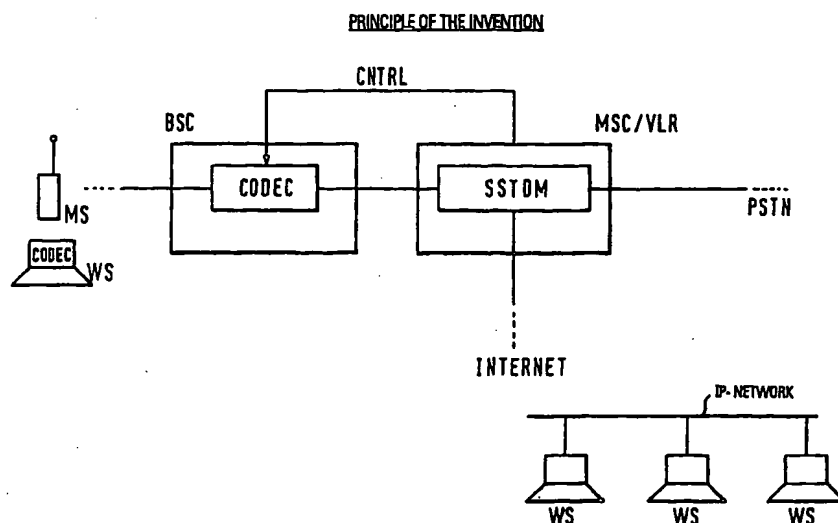 PRINCIPLE OF THE INVENTION
CNTRL
BSC
MSC/VLR
CODEC
SSTDM
MS
PSTN
CODEC
WS
INTERNET
IP-NETWORK
WS
WS
WS